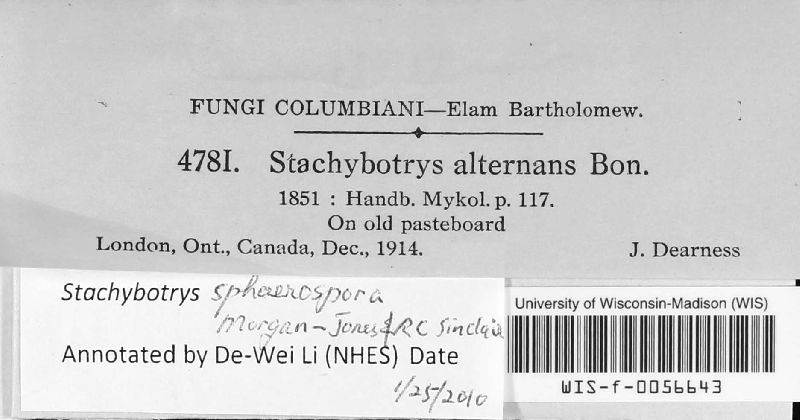 FUNGI COLUMBIANI—Elam Bartholomew.
4781. Stachybotrys alternans Bon.
1851 : Handb. Mykol. p. 117.
On old pasteboard
London, Ont., Canada, Dec., 1914. J. Dearness
Stachybotrys sphaerospora
Morgan-Jones & RC Sinclair
Annotated by De-Wei Li (NHES) Date
1/25/2010
University of Wisconsin-Madison (WIS)
WIS-f-0056643